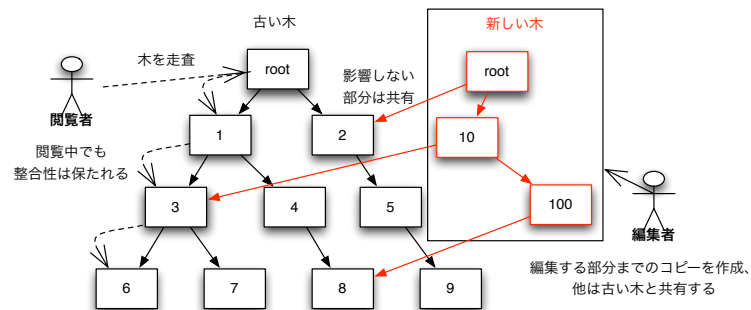 古い木
新しい木
木を走査
root
影響しない
部分は共有
root
閲覧者
1
2
10
閲覧中でも
整合性は保たれる
3
4
5
100
編集者
編集する部分までのコピーを作成、
他は古い木と共有する
6
7
8
9